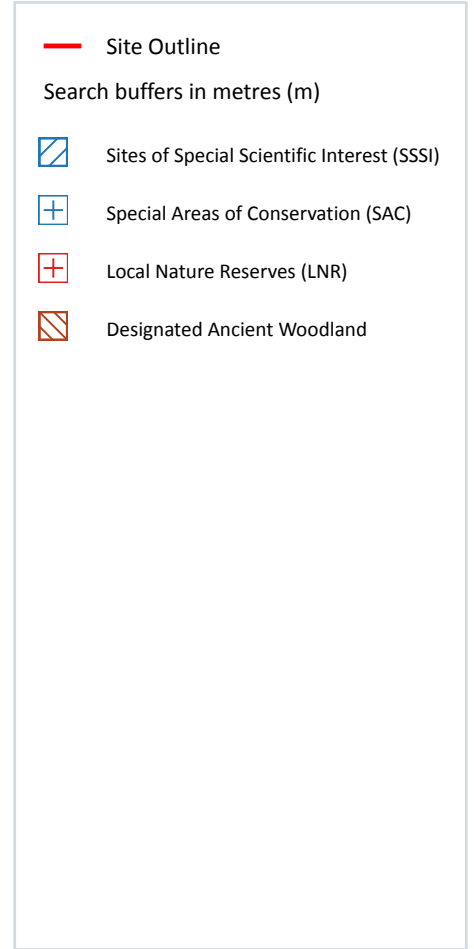 Site Outline
Search buffers in metres (m)
Sites of Special Scientific Interest (SSSI)
Special Areas of Conservation (SAC)
Local Nature Reserves (LNR)
Designated Ancient Woodland